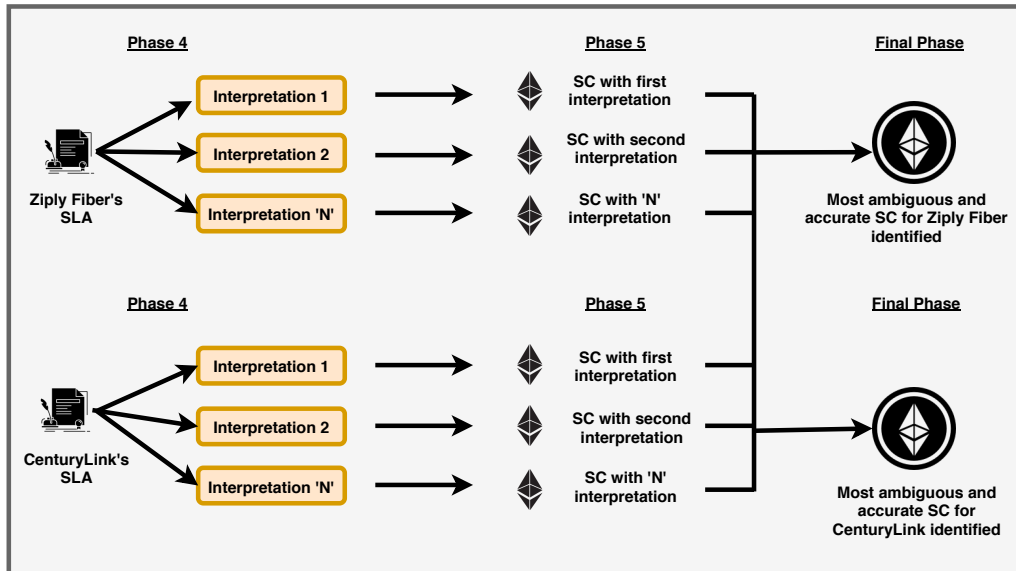 Phase 4
Phase 5
Final Phase
Interpretation 1
SC with first
interpretation
Interpretation 2
SC with second
interpretation
Interpretation 'N'
SC with 'N'
interpretation
Ziply Fiber's
SLA
Most ambiguous and
accurate SC for Ziply Fiber
identified
Phase 4
Phase 5
Final Phase
Interpretation 1
SC with first
interpretation
Interpretation 2
SC with second
interpretation
Interpretation 'N'
SC with 'N'
interpretation
CenturyLink's
SLA
Most ambiguous and
accurate SC for
CenturyLink identified